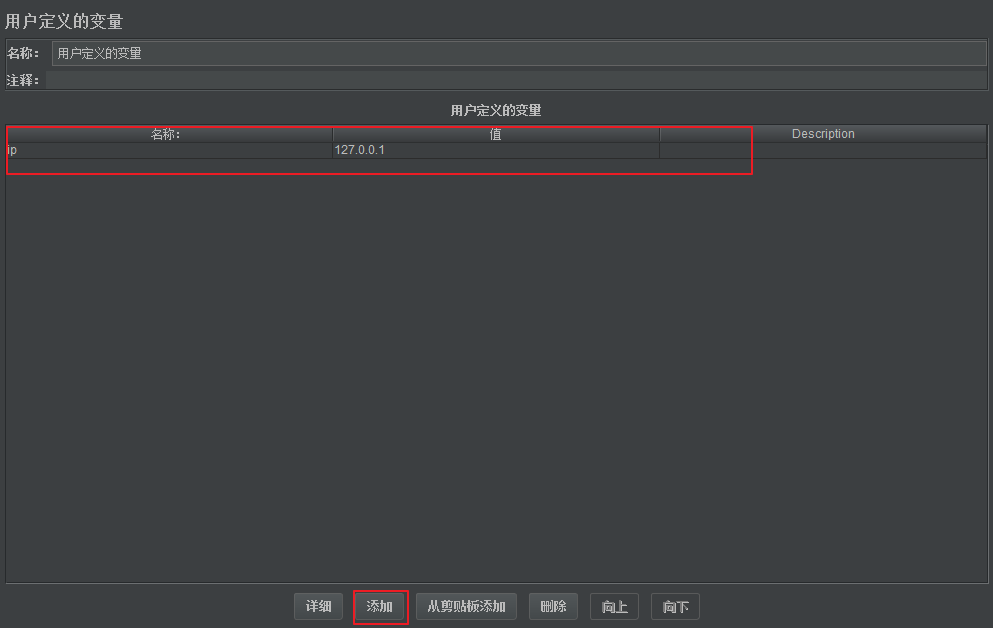 用户定义的变量
名称： 用户定义的变量
注释：
用户定义的变量
名称: 值 Description
ip 127.0.0.1
详细 添加 从剪贴板添加 删除 向上 向下